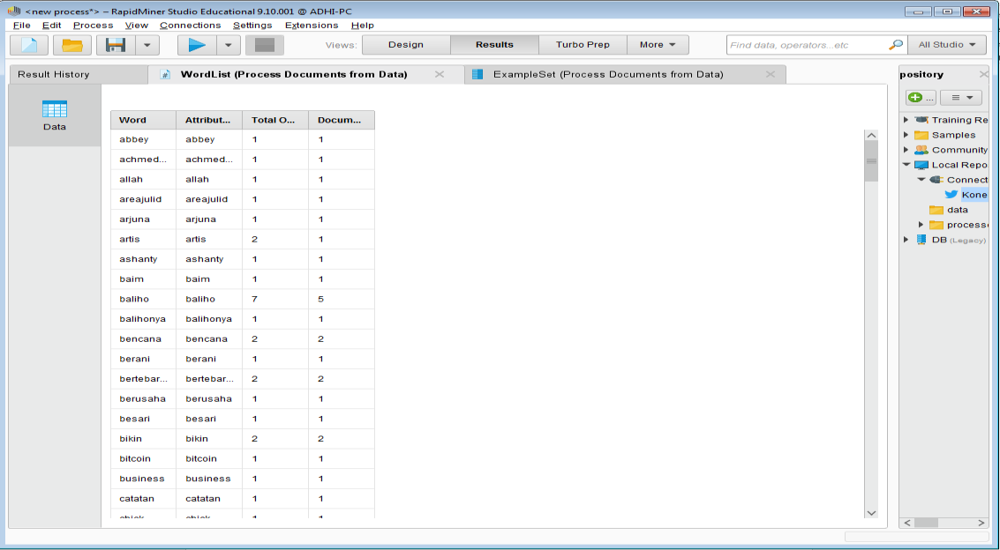 <new process*> – RapidMiner Studio Educational 9.10.001 @ ADHI-PC
File Edit Process View Connections Settings Extensions Help
Views: Design Results Turbo Prep More Find data, operators...etc All Studio
Result History WordList (Process Documents from Data) ExampleSet (Process Documents from Data) pository
Data
...
Word Attribut... Total O... Docum...
abbey abbey 1 1
achmed... achmed... 1 1
allah allah 1 1
areajulid areajulid 1 1
arjuna arjuna 1 1
artis artis 2 1
ashanty ashanty 1 1
baim baim 1 1
baliho baliho 7 5
balihonya balihonya 1 1
bencana bencana 2 2
berani berani 1 1
bertebar... bertebar... 2 2
berusaha berusaha 1 1
besari besari 1 1
bikin bikin 2 2
bitcoin bitcoin 1 1
business business 1 1
catatan catatan 1 1
Training Re
Samples
Community
Local Repo
Connect
Kone
data
process
DB (Legacy)